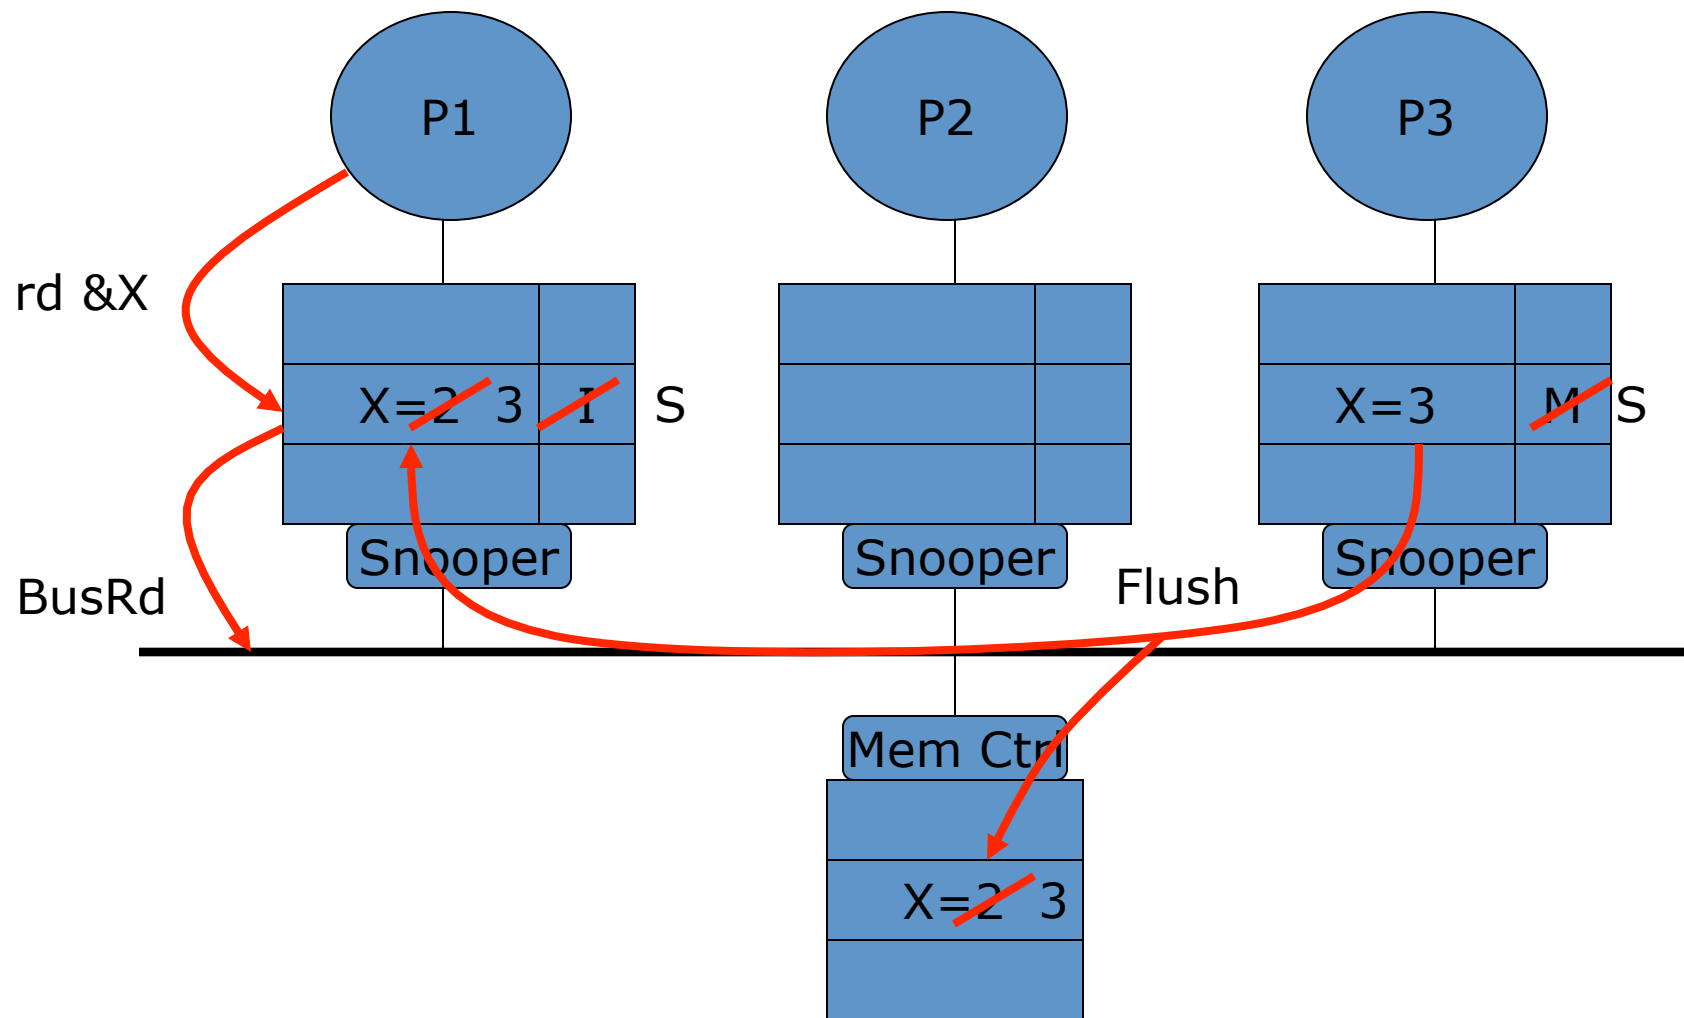 P1
P2
P3
rd &X
X=2 3
I
S
X=3
M
S
Snooper
Snooper
Snooper
BusRd
Flush
Mem Ctrl
X=2 3